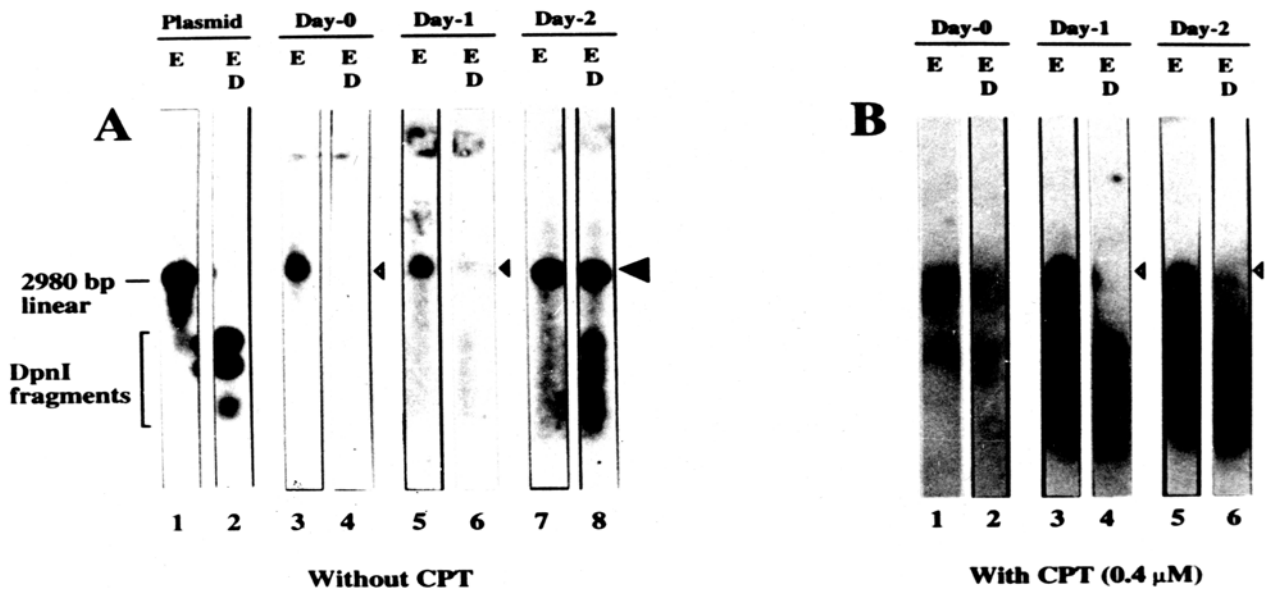 A
Plasmid Day-0 Day-1 Day-2
E E D E E D E E D E E D
2980 bp linear
DpnI fragments
1 2 3 4 5 6 7 8
Without CPT
B
Day-0 Day-1 Day-2
E E D E E D E E D
1 2 3 4 5 6
With CPT (0.4 μM)